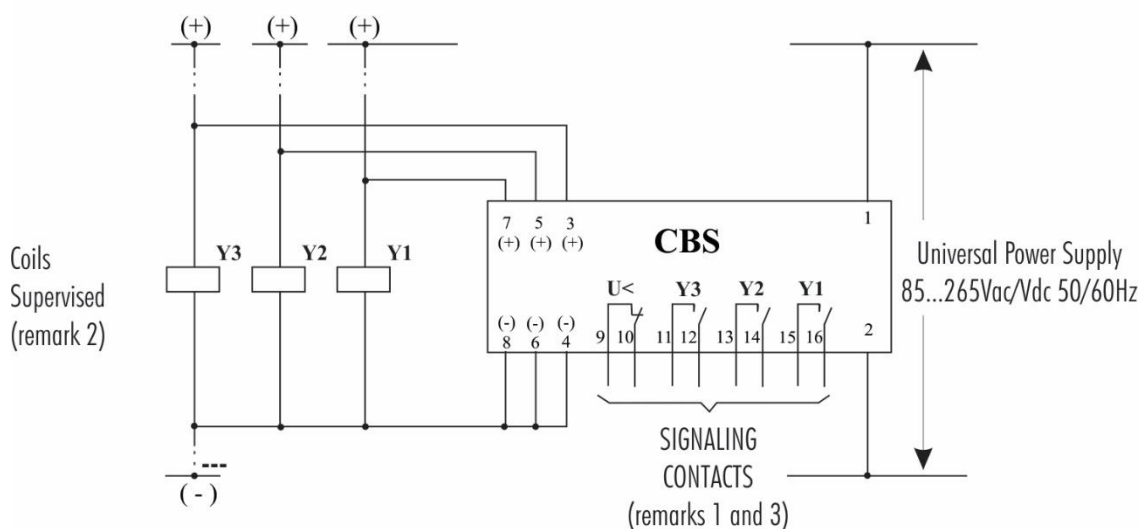 (+) (+) (+)
7 5 3 1
(+) (+) (+)
CBS
Coils
Supervised
(remark 2)
Y3 Y2 Y1
U< Y3 Y2 Y1
(-) (-) (-)
8 6 4
9 10 11 12 13 14 15 16
2
Universal Power Supply
85...265Vac/Vdc 50/60Hz
SIGNALING
CONTACTS
(remarks 1 and 3)
(-)